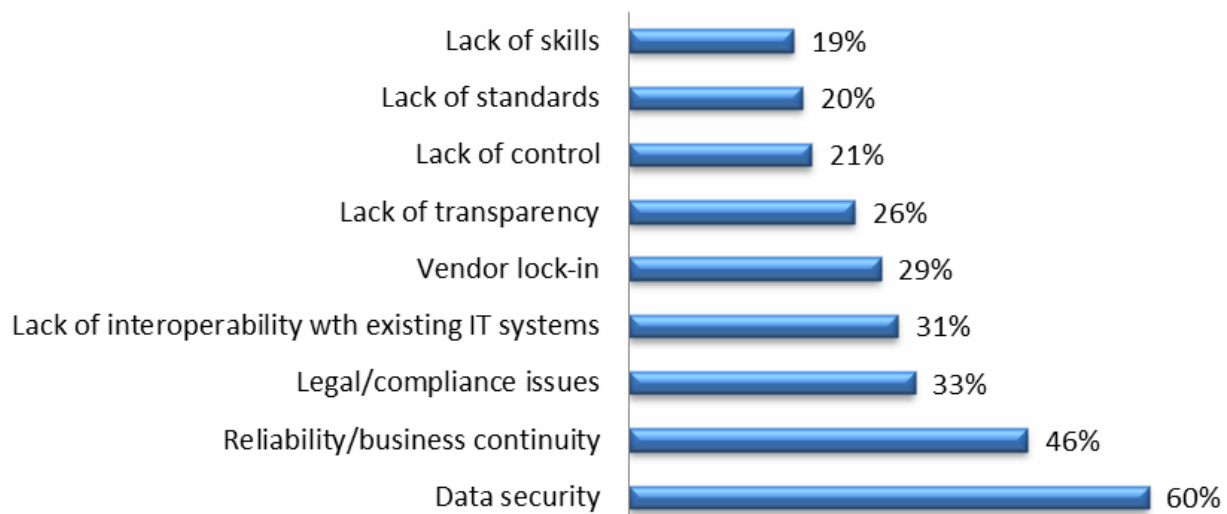 Lack of skills 19%
Lack of standards 20%
Lack of control 21%
Lack of transparency 26%
Vendor lock-in 29%
Lack of interoperability wth existing IT systems 31%
Legal/compliance issues 33%
Reliability/business continuity 46%
Data security 60%